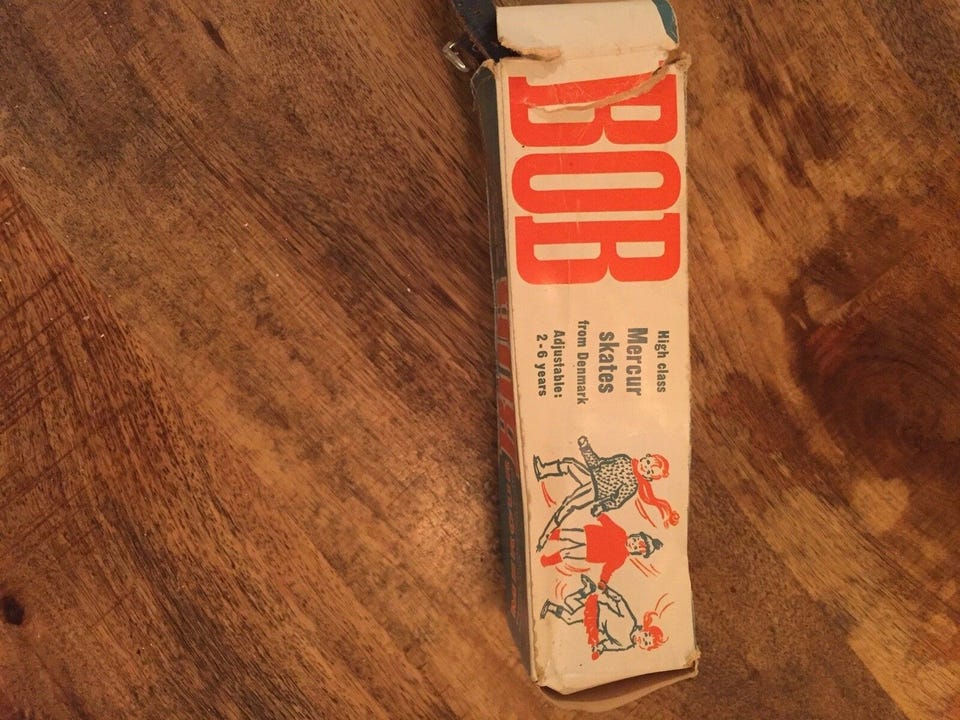 BOB
High class
Mercur
skates
from Denmark
Adjustable:
2-6 years